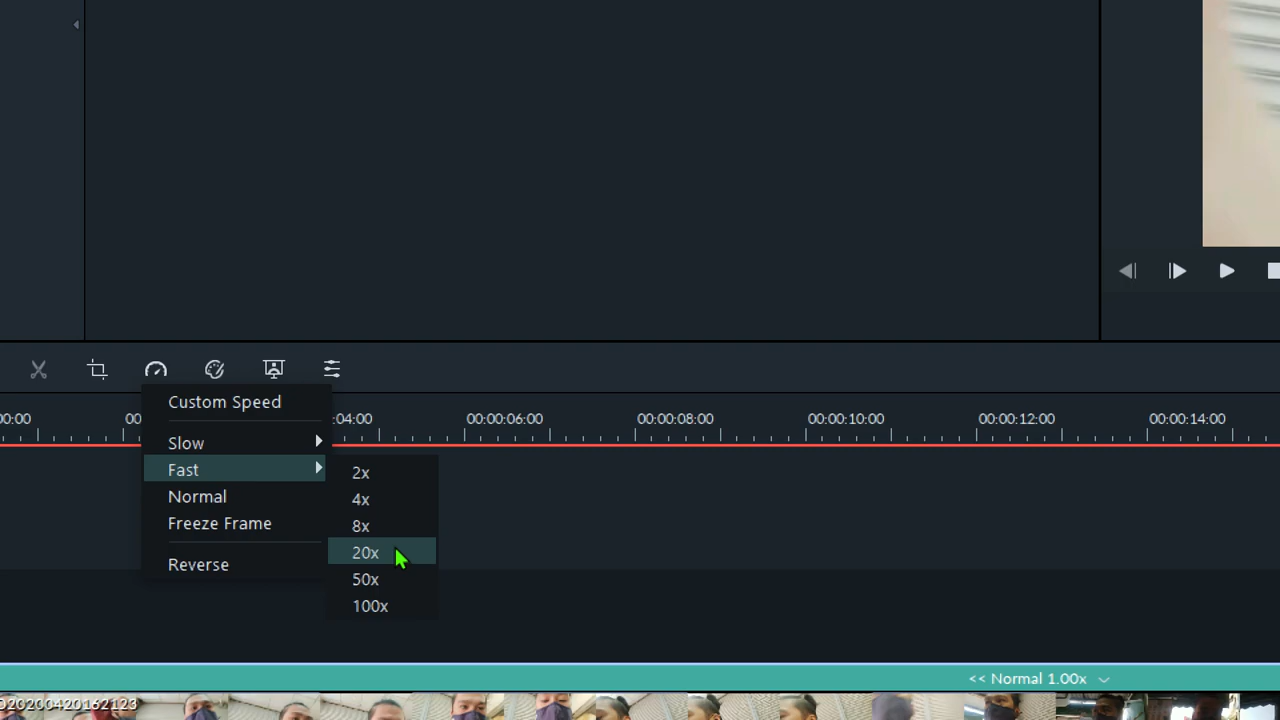 Custom Speed
Slow
Fast
Normal
Freeze Frame
Reverse
2x
4x
8x
20x
50x
100x
00:00
00
:04:00
00:00:06:00
00:00:08:00
00:00:10:00
00:00:12:00
00:00:14:00
<< Normal 1.00x
20200420162123